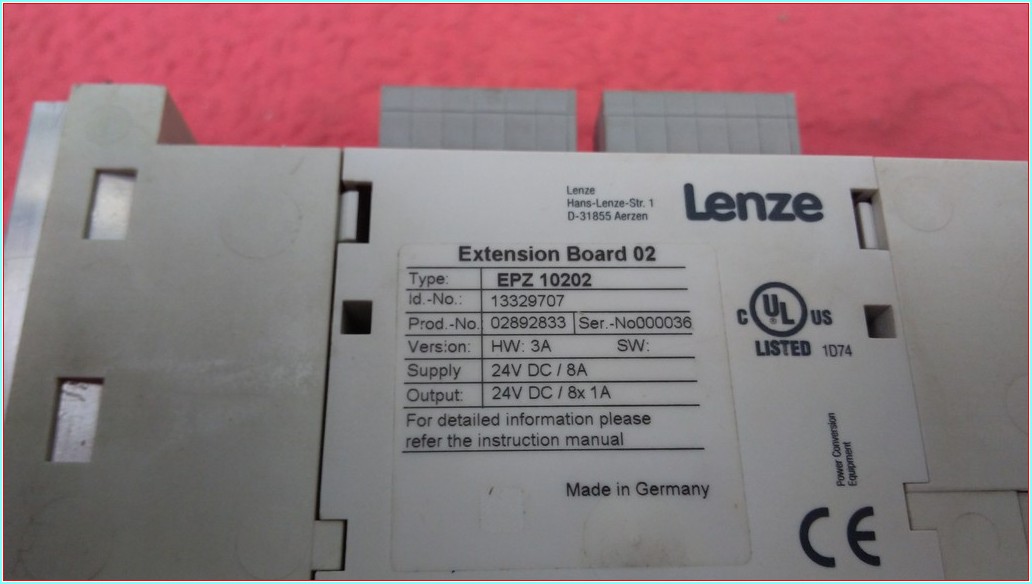 Lenze
Hans-Lenze-Str. 1
D-31855 Aerzen
Lenze
Extension Board 02
Type: EPZ 10202
Id.-No.: 13329707
Prod.-No.: 02892833 Ser.-No000036
Version: HW: 3A SW:
Supply 24V DC / 8A
Output: 24V DC / 8x 1A
For detailed information please
refer the instruction manual
Made in Germany
C UL US
®
LISTED 1D74
Power Conversion
Equipment
CE